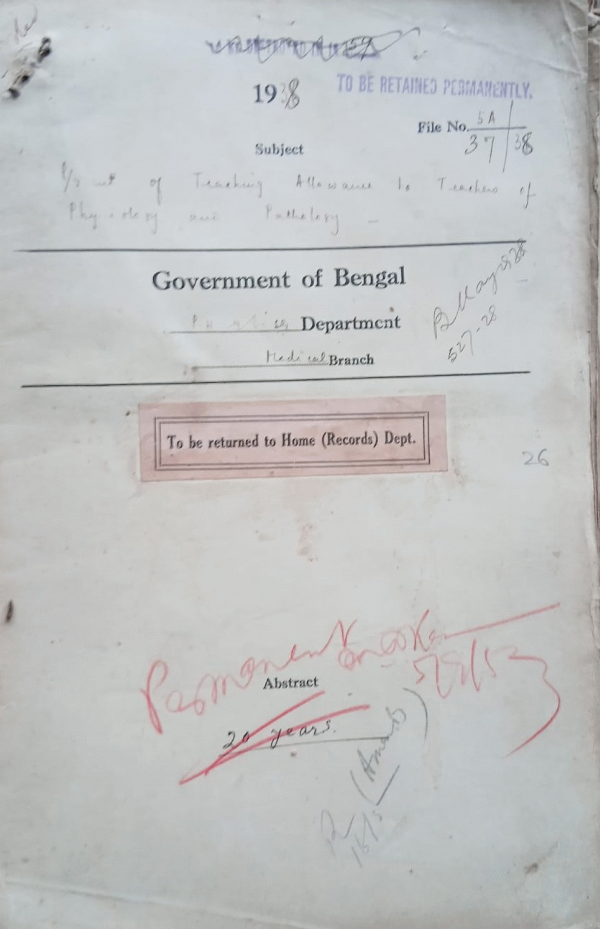 1938
TO BE RETAINED PERMANENTLY.
File No. 5A
37/38
Subject
of Teaching Allowance to Teachers of
Physiology and Pathology
Government of Bengal
Department
Medical Branch
To be returned to Home (Records) Dept.
26
Permanent
Abstract
20 years.